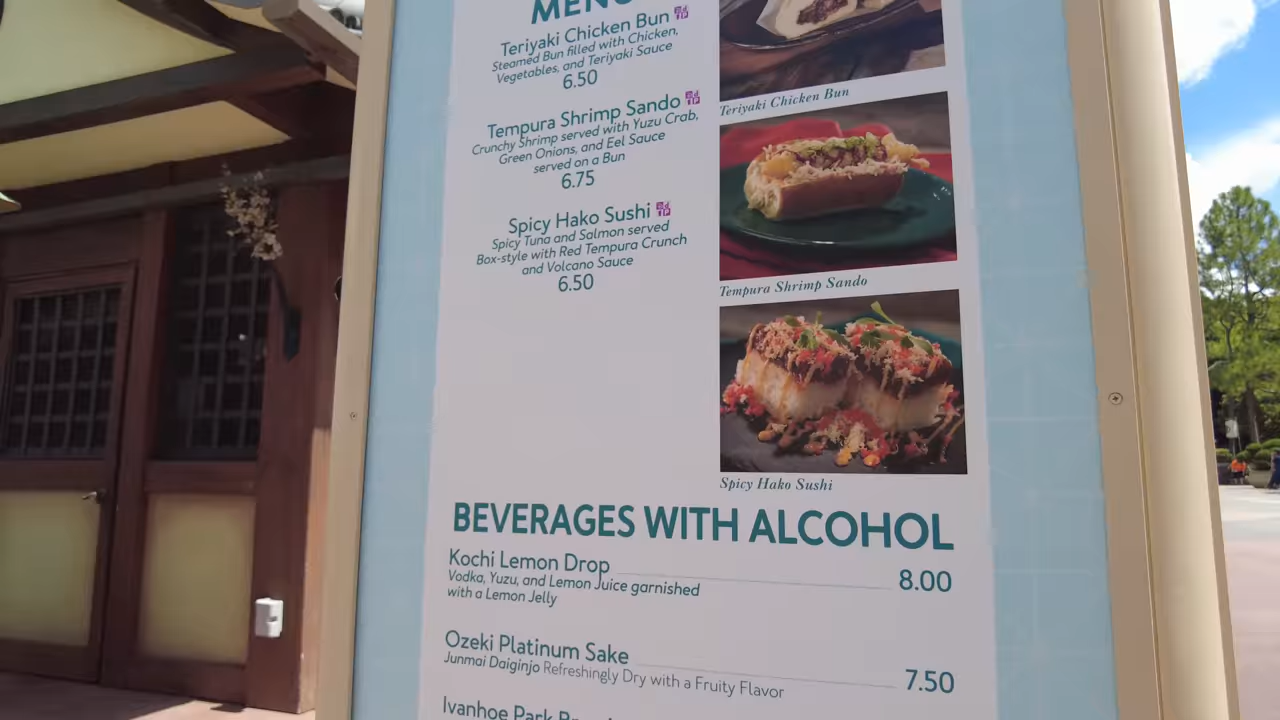 MENU
Teriyaki Chicken Bun
Steamed Bun filled with Chicken,
Vegetables, and Teriyaki Sauce
6.50
Tempura Shrimp Sando
Crunchy Shrimp served with Yuzu Crab,
Green Onions, and Eel Sauce
served on a Bun
6.75
Spicy Hako Sushi
Spicy Tuna and Salmon served
Box-style with Red Tempura Crunch
and Volcano Sauce
6.50
Teriyaki Chicken Bun
Tempura Shrimp Sando
Spicy Hako Sushi
BEVERAGES WITH ALCOHOL
Kochi Lemon Drop 8.00
Vodka, Yuzu, and Lemon Juice garnished
with a Lemon Jelly
Ozeki Platinum Sake 7.50
Junmai Daiginjo Refreshingly Dry with a Fruity Flavor
Ivanhoe Park